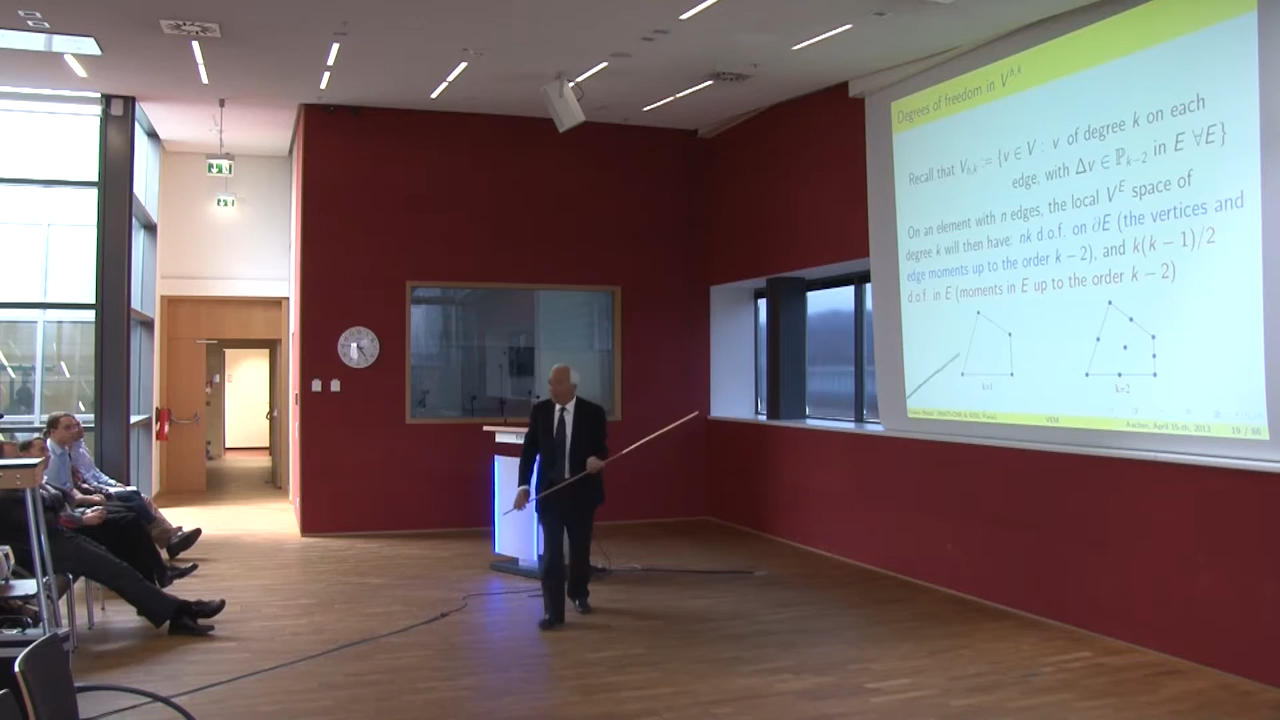 Degrees of freedom in V^{h,k}
Recall that V_{h,k} := {v ∈ V : v of degree k on each
edge, with Δv ∈ ℙ_{k−2} in E ∀E}
On an element with n edges, the local V^E space of
degree k will then have: nk d.o.f. on ∂E (the vertices and
edge moments up to the order k − 2), and k(k − 1)/2
d.o.f. in E (moments in E up to the order k − 2)
k=1
k=2
VEM
Aachen, April 15-th, 2013
19 / 66